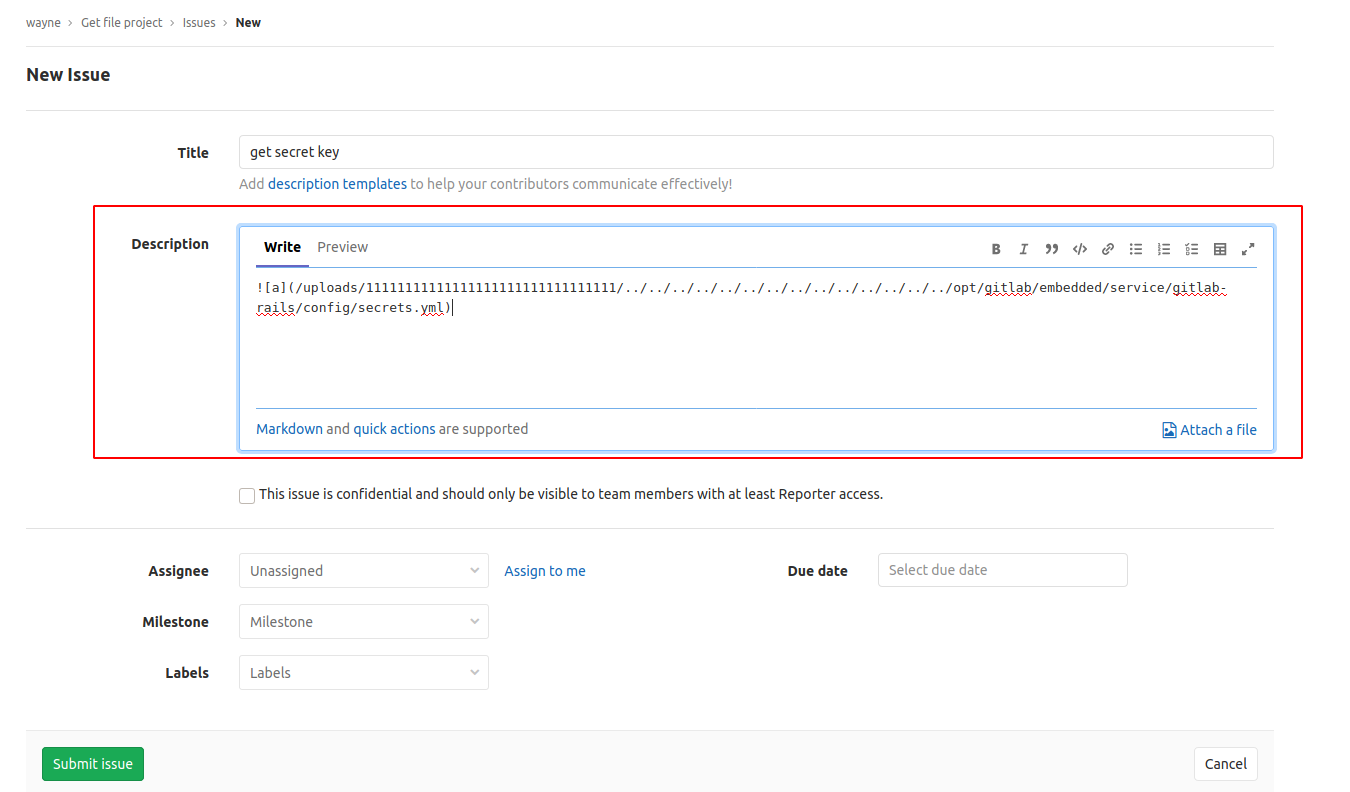 wayne › Get file project › Issues › New
New Issue
Title
get secret key
Add description templates to help your contributors communicate effectively!
Description
Write Preview
![a](/uploads/11111111111111111111111111111111/../../../../../../../../../../../../../../opt/gitlab/embedded/service/gitlab-
rails/config/secrets.yml)
Markdown and quick actions are supported
Attach a file
This issue is confidential and should only be visible to team members with at least Reporter access.
Assignee
Unassigned
Assign to me
Due date
Select due date
Milestone
Milestone
Labels
Labels
Submit issue
Cancel